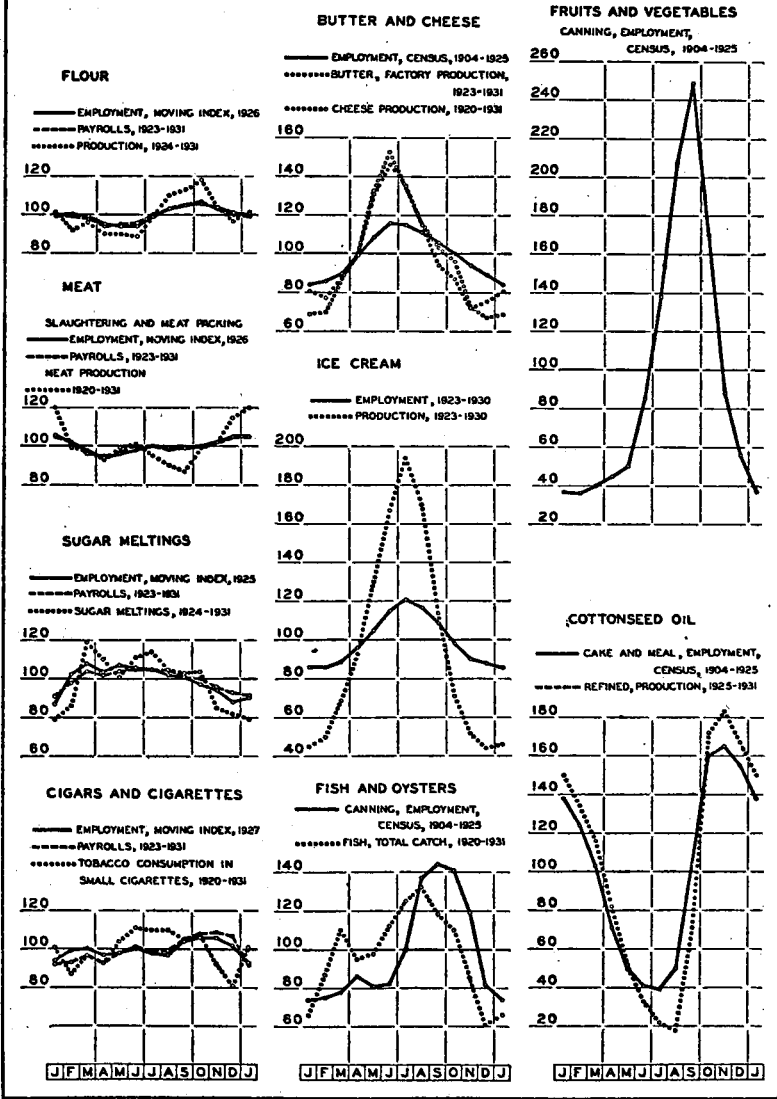 FLOUR
EMPLOYMENT, MOVING INDEX, 1926
PAYROLLS, 1923-1931
PRODUCTION, 1924-1931
120
100
80
MEAT
SLAUGHTERING AND MEAT PACKING
EMPLOYMENT, MOVING INDEX, 1926
PAYROLLS, 1923-1931
MEAT PRODUCTION
1920-1931
120
100
80
SUGAR MELTINGS
EMPLOYMENT, MOVING INDEX, 1925
PAYROLLS, 1923-1931
SUGAR MELTINGS, 1924-1931
120
100
80
60
CIGARS AND CIGARETTES
EMPLOYMENT, MOVING INDEX, 1927
PAYROLLS, 1923-1931
TOBACCO CONSUMPTION IN
SMALL CIGARETTES, 1920-1931
120
100
80
J F M A M J J A S O N D J
BUTTER AND CHEESE
EMPLOYMENT, CENSUS, 1904-1925
BUTTER, FACTORY PRODUCTION,
1923-1931
CHEESE PRODUCTION, 1920-1931
160
140
120
100
80
60
ICE CREAM
EMPLOYMENT, 1923-1930
PRODUCTION, 1923-1930
200
180
160
140
120
100
80
60
40
FISH AND OYSTERS
CANNING, EMPLOYMENT,
CENSUS, 1904-1925
FISH, TOTAL CATCH, 1920-1931
140
120
100
80
60
J F M A M J J A S O N D J
FRUITS AND VEGETABLES
CANNING, EMPLOYMENT,
CENSUS, 1904-1925
260
240
220
200
180
160
140
120
100
80
60
40
20
COTTONSEED OIL
CAKE AND MEAL, EMPLOYMENT,
CENSUS, 1904-1925
REFINED, PRODUCTION, 1925-1931
180
160
140
120
100
80
60
40
20
J F M A M J J A S O N D J